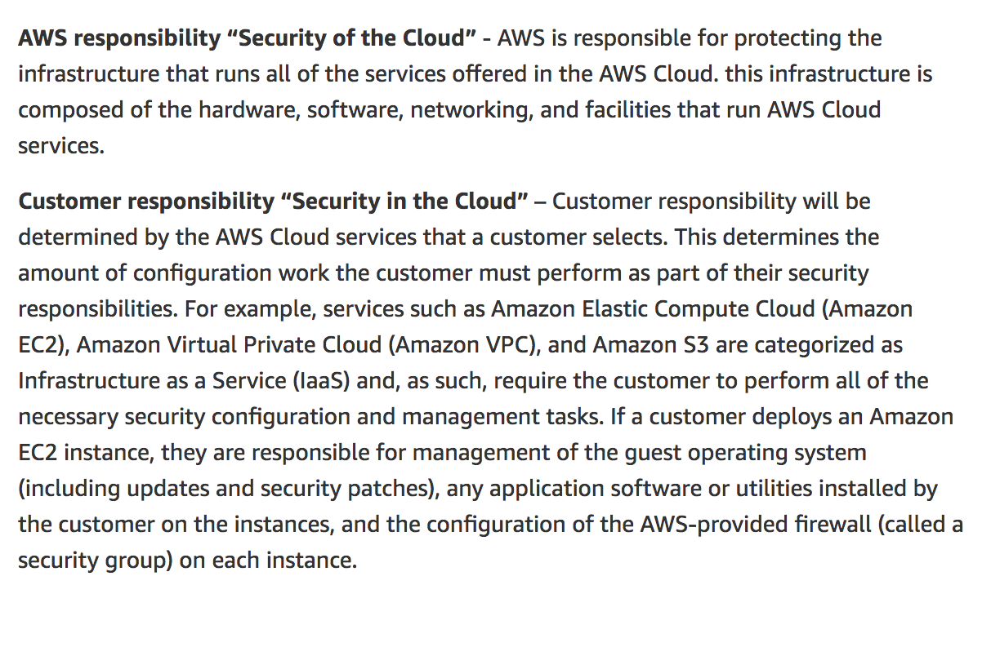 AWS responsibility “Security of the Cloud” - AWS is responsible for protecting the
infrastructure that runs all of the services offered in the AWS Cloud. this infrastructure is
composed of the hardware, software, networking, and facilities that run AWS Cloud
services.
Customer responsibility “Security in the Cloud” – Customer responsibility will be
determined by the AWS Cloud services that a customer selects. This determines the
amount of configuration work the customer must perform as part of their security
responsibilities. For example, services such as Amazon Elastic Compute Cloud (Amazon
EC2), Amazon Virtual Private Cloud (Amazon VPC), and Amazon S3 are categorized as
Infrastructure as a Service (IaaS) and, as such, require the customer to perform all of the
necessary security configuration and management tasks. If a customer deploys an Amazon
EC2 instance, they are responsible for management of the guest operating system
(including updates and security patches), any application software or utilities installed by
the customer on the instances, and the configuration of the AWS-provided firewall (called a
security group) on each instance.